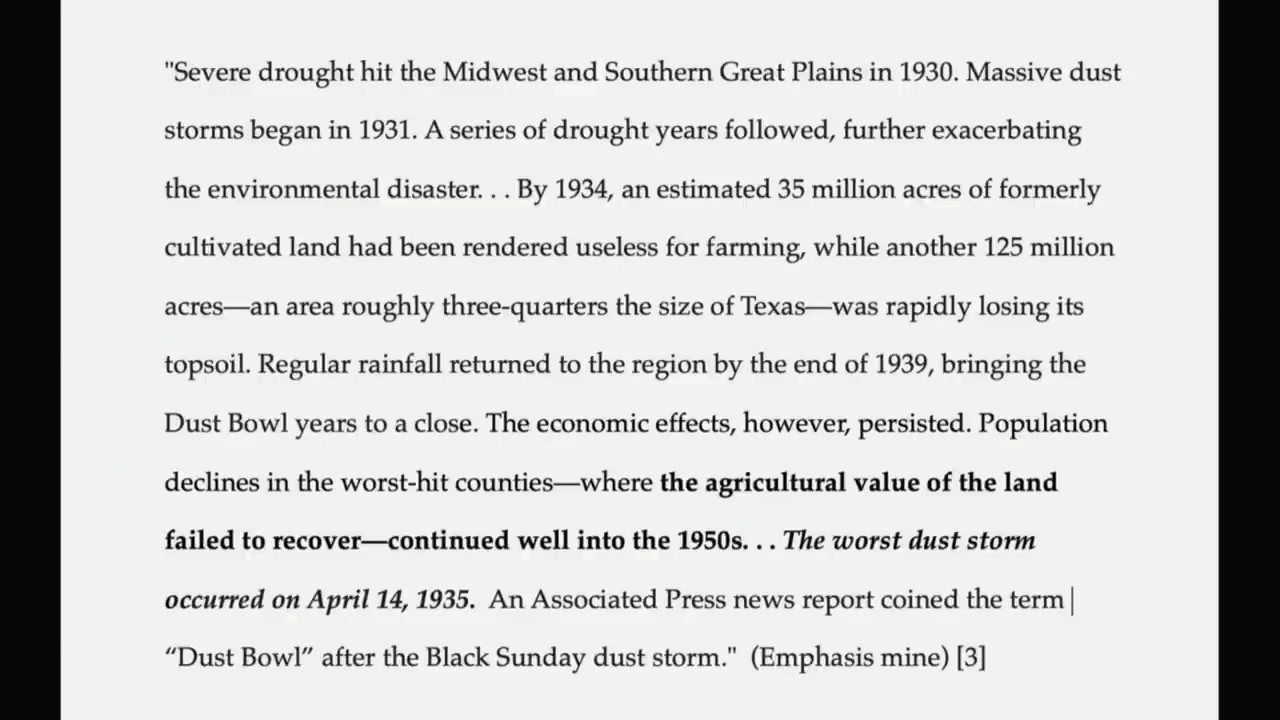 "Severe drought hit the Midwest and Southern Great Plains in 1930. Massive dust
storms began in 1931. A series of drought years followed, further exacerbating
the environmental disaster. . . By 1934, an estimated 35 million acres of formerly
cultivated land had been rendered useless for farming, while another 125 million
acres—an area roughly three-quarters the size of Texas—was rapidly losing its
topsoil. Regular rainfall returned to the region by the end of 1939, bringing the
Dust Bowl years to a close. The economic effects, however, persisted. Population
declines in the worst-hit counties—where the agricultural value of the land
failed to recover—continued well into the 1950s. . . The worst dust storm
occurred on April 14, 1935.  An Associated Press news report coined the term
“Dust Bowl” after the Black Sunday dust storm."  (Emphasis mine) [3]